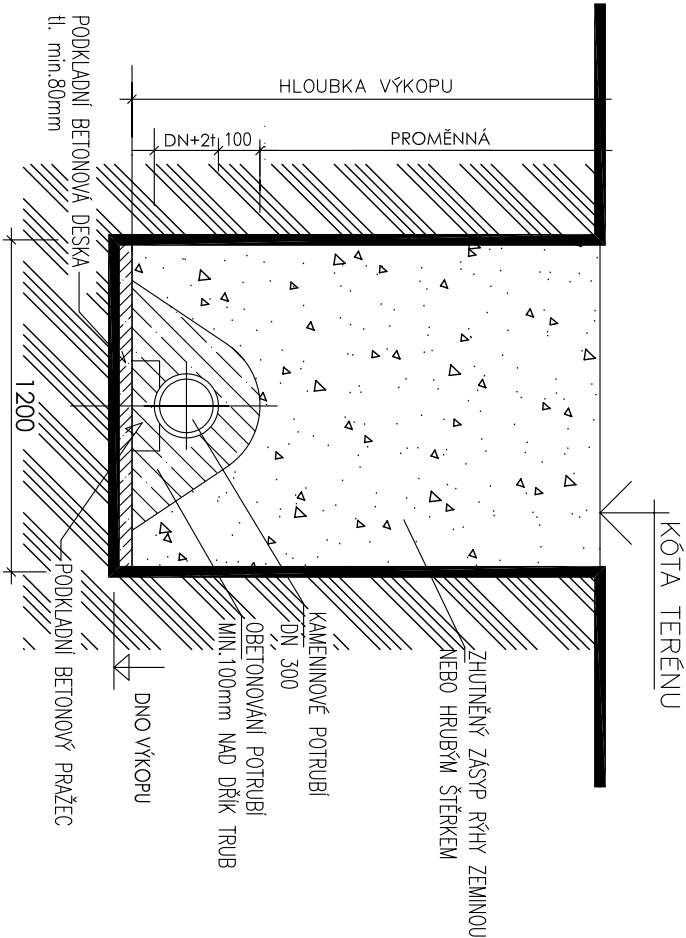 KÓTA TERÉNU
HLOUBKA VÝKOPU
PROMĚNNÁ
100
DN+2t
ZHUTNĚNÝ ZÁSYP RÝHY ZEMINOU
NEBO HRUBÝM ŠTĚRKEM
KAMENINOVÉ POTRUBÍ
DN 300
OBETONOVÁNÍ POTRUBÍ
MIN.100mm NAD DŘÍK TRUB
DNO VÝKOPU
PODKLADNÍ BETONOVÝ PRAŽEC
PODKLADNÍ BETONOVÁ DESKA
tl. min.80mm
1200